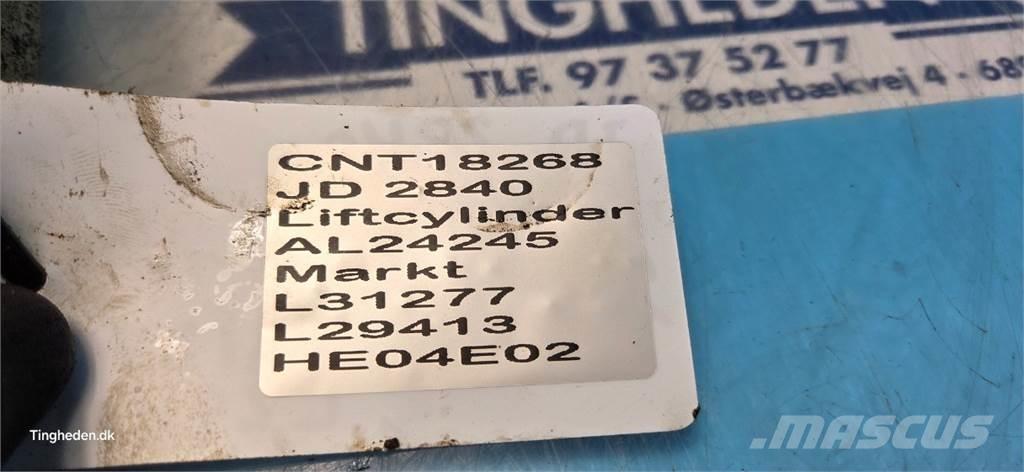 TINGHEDEN
TLF. 97 37 52 77
Østerbækvej 4 - 689
CNT18268
JD 2840
Liftcylinder
AL24245
Markt
L31277
L29413
HE04E02
Tingheden.dk
.MASCUS